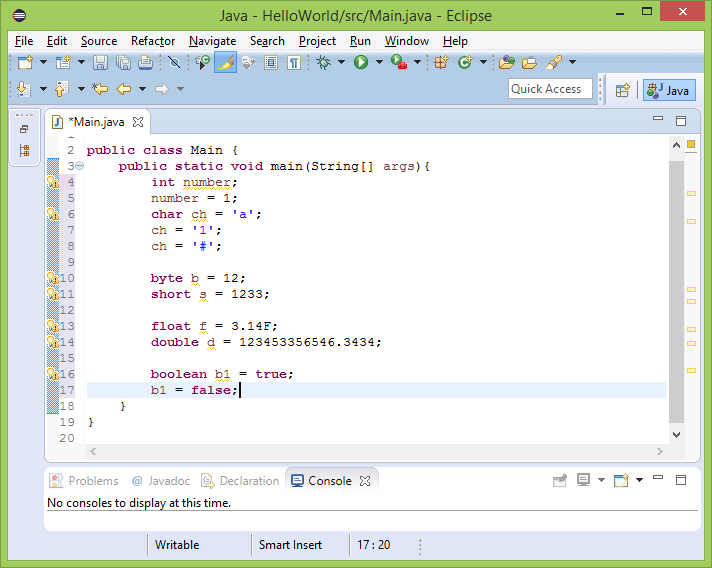 Java - HelloWorld/src/Main.java - Eclipse
File Edit Source Refactor Navigate Search Project Run Window Help
Quick Access Java
*Main.java
2 public class Main {
3 public static void main(String[] args){
4 int number;
5 number = 1;
6 char ch = 'a';
7 ch = '1';
8 ch = '#';
9
10 byte b = 12;
11 short s = 1233;
12
13 float f = 3.14F;
14 double d = 123453356546.3434;
15
16 boolean b1 = true;
17 b1 = false;
18 }
19 }
20
Problems @ Javadoc Declaration Console
No consoles to display at this time.
Writable Smart Insert 17 : 20